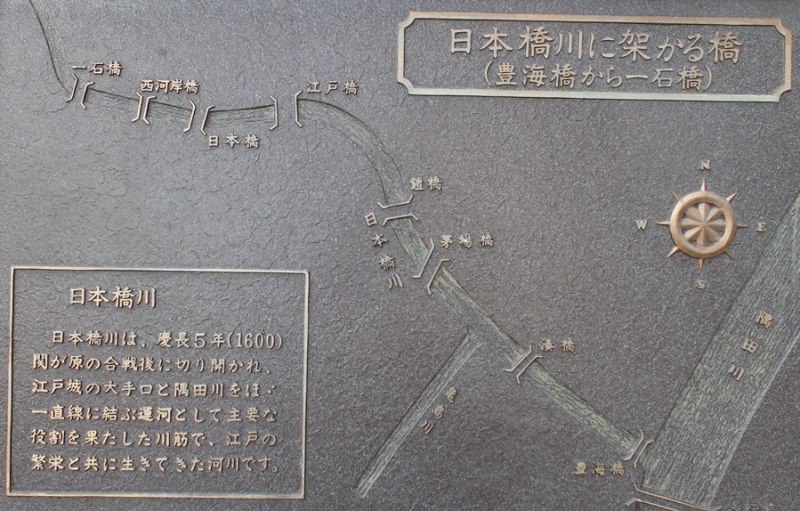 日本橋川に架かる橋
(豊海橋から一石橋)
一石橋
西河岸橋
日本橋
江戸橋
鎧橋
日本橋川
茅場橋
湊橋
亀島川
豊海橋
隅田川
N
W
E
S
日本橋川
日本橋川は、慶長5年(1600)
関が原の合戦後に切り開かれ、
江戸城の大手口と隅田川をほゞ
一直線に結ぶ運河として主要な
役割を果たした川筋で、江戸の
繁栄と共に生きてきた河川です。